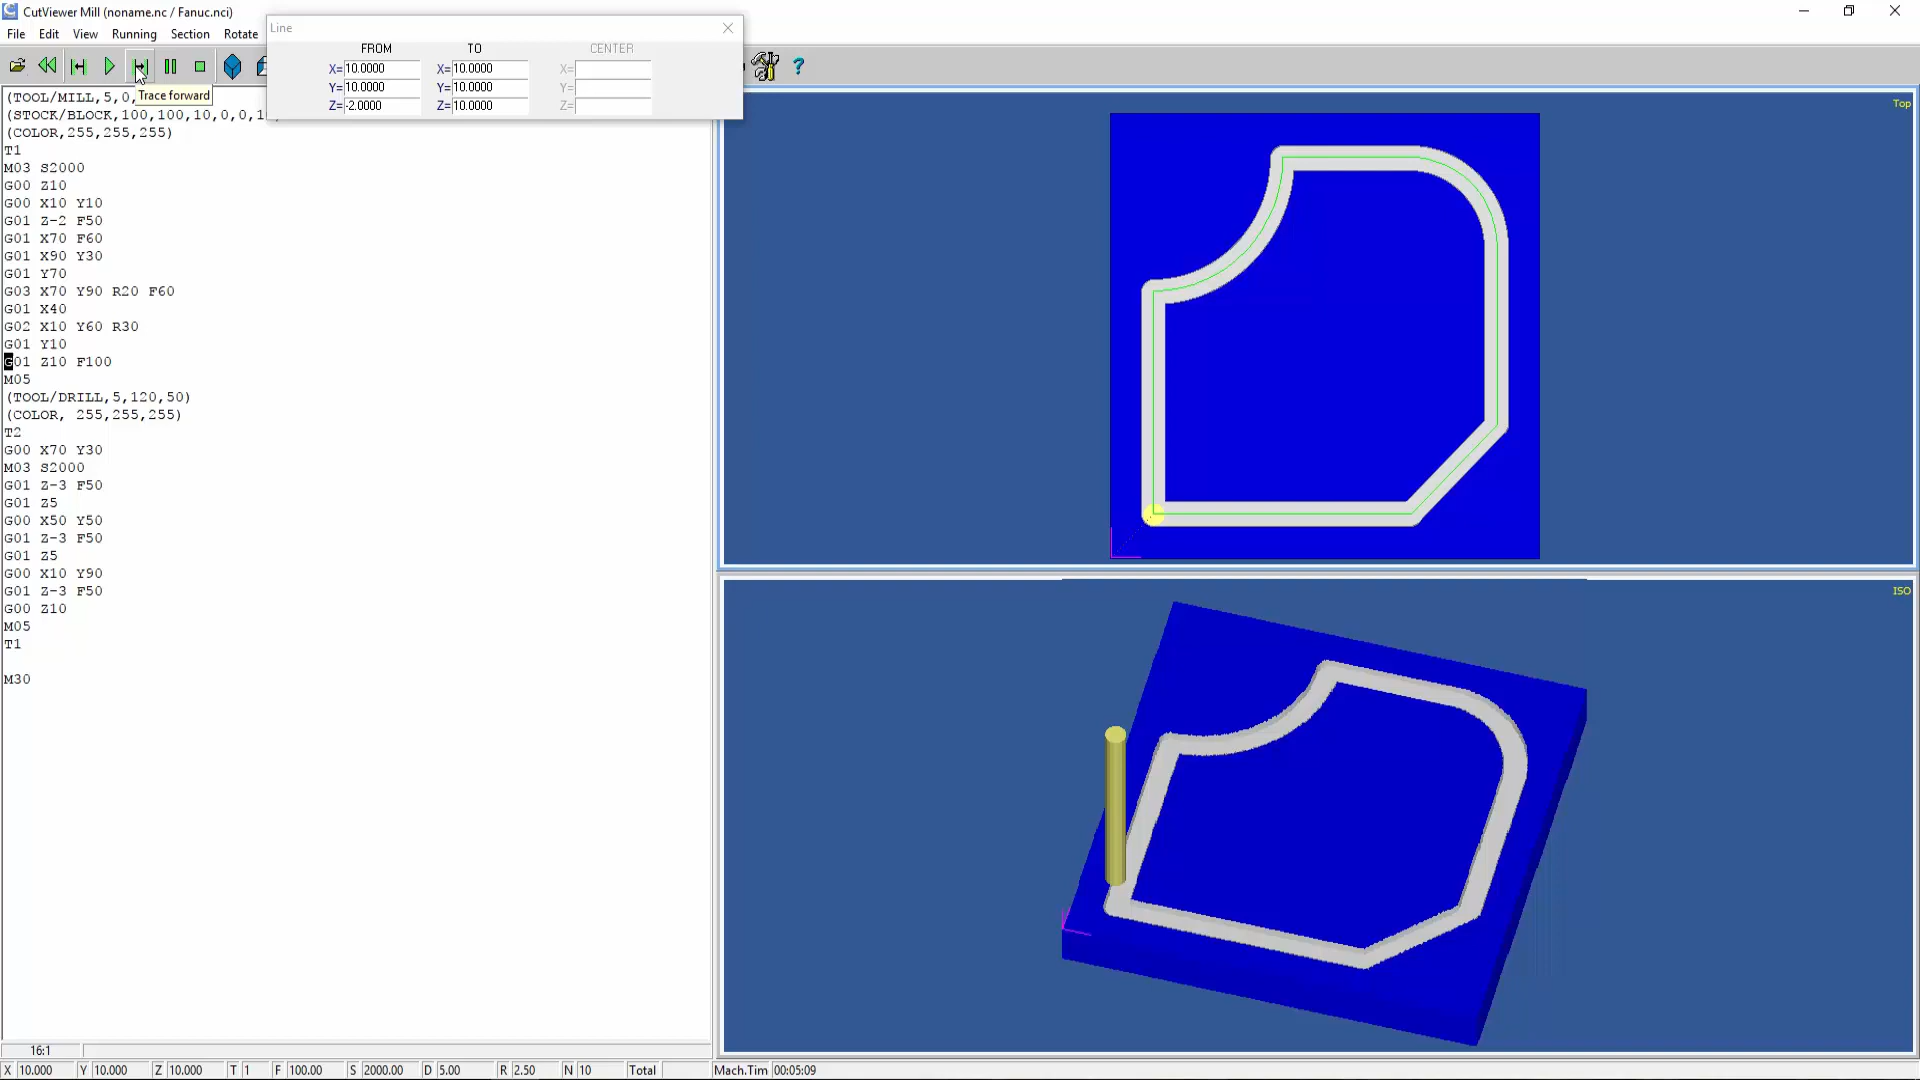 CutViewer Mill (noname.nc / Fanuc.nci)
File Edit View Running Section Rotate
Line
FROM TO CENTER
X= 10.0000 X= 10.0000 X=
Y= 10.0000 Y= 10.0000 Y=
Z= -2.0000 Z= 10.0000 Z=
Trace forward
(TOOL/MILL,5,0,
(STOCK/BLOCK,100,100,10,0,0,1
(COLOR,255,255,255)
T1
M03 S2000
G00 Z10
G00 X10 Y10
G01 Z-2 F50
G01 X70 F60
G01 X90 Y30
G01 Y70
G03 X70 Y90 R20 F60
G01 X40
G02 X10 Y60 R30
G01 Y10
G01 Z10 F100
M05
(TOOL/DRILL,5,120,50)
(COLOR, 255,255,255)
T2
G00 X70 Y30
M03 S2000
G01 Z-3 F50
G01 Z5
G00 X50 Y50
G01 Z-3 F50
G01 Z5
G00 X10 Y90
G01 Z-3 F50
G00 Z10
M05
T1
M30
Top
ISO
16:1
X 10.000 Y 10.000 Z 10.000 T 1 F 100.00 S 2000.00 D 5.00 R 2.50 N 10 Total Mach.Tim 00:05:09